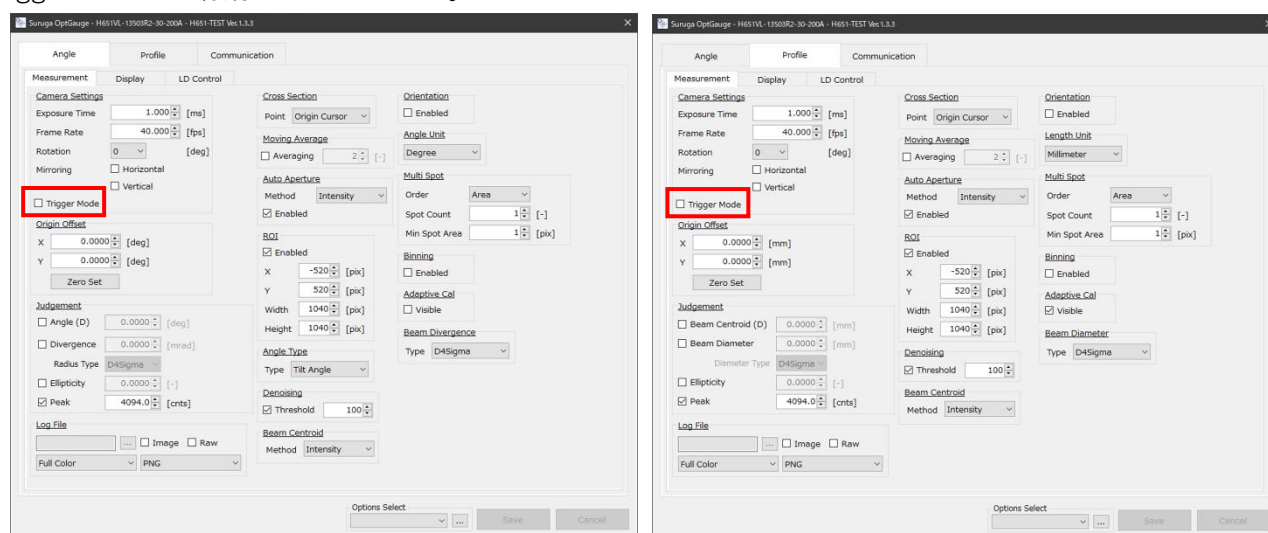 Suruga OptGauge - H651VL-13503R2-30-200A - H651-TEST Ver.1.3.3
Angle Profile Communication
Measurement Display LD Control
Camera Settings
Exposure Time 1.000 [ms]
Frame Rate 40.000 [fps]
Rotation 0 [deg]
Mirroring Horizontal
Vertical
Trigger Mode
Origin Offset
X 0.0000 [deg]
Y 0.0000 [deg]
Zero Set
Judgement
Angle (D) 0.0000 [deg]
Divergence 0.0000 [mrad]
Radius Type D4Sigma
Ellipticity 0.0000 [-]
Peak 4094.0 [cnts]
Log File
... Image Raw
Full Color PNG
Cross Section
Point Origin Cursor
Moving Average
Averaging 2 [-]
Auto Aperture
Method Intensity
Enabled
ROI
Enabled
X -520 [pix]
Y 520 [pix]
Width 1040 [pix]
Height 1040 [pix]
Angle Type
Type Tilt Angle
Denoising
Threshold 100
Beam Centroid
Method Intensity
Orientation
Enabled
Angle Unit
Degree
Multi Spot
Order Area
Spot Count 1 [-]
Min Spot Area 1 [pix]
Binning
Enabled
Adaptive Cal
Visible
Beam Divergence
Type D4Sigma
Options Select
... Save Cancel
Suruga OptGauge - H651VL-13503R2-30-200A - H651-TEST Ver.1.3.3
Angle Profile Communication
Measurement Display LD Control
Camera Settings
Exposure Time 1.000 [ms]
Frame Rate 40.000 [fps]
Rotation 0 [deg]
Mirroring Horizontal
Vertical
Trigger Mode
Origin Offset
X 0.0000 [mm]
Y 0.0000 [mm]
Zero Set
Judgement
Beam Centroid (D) 0.0000 [mm]
Beam Diameter 0.0000 [mm]
Diameter Type D4Sigma
Ellipticity 0.0000 [-]
Peak 4094.0 [cnts]
Log File
... Image Raw
Full Color PNG
Cross Section
Point Origin Cursor
Moving Average
Averaging 2 [-]
Auto Aperture
Method Intensity
Enabled
ROI
Enabled
X -520 [pix]
Y 520 [pix]
Width 1040 [pix]
Height 1040 [pix]
Denoising
Threshold 100
Beam Centroid
Method Intensity
Orientation
Enabled
Length Unit
Millimeter
Multi Spot
Order Area
Spot Count 1 [-]
Min Spot Area 1 [pix]
Binning
Enabled
Adaptive Cal
Visible
Beam Diameter
Type D4Sigma
Options Select
... Save Cancel